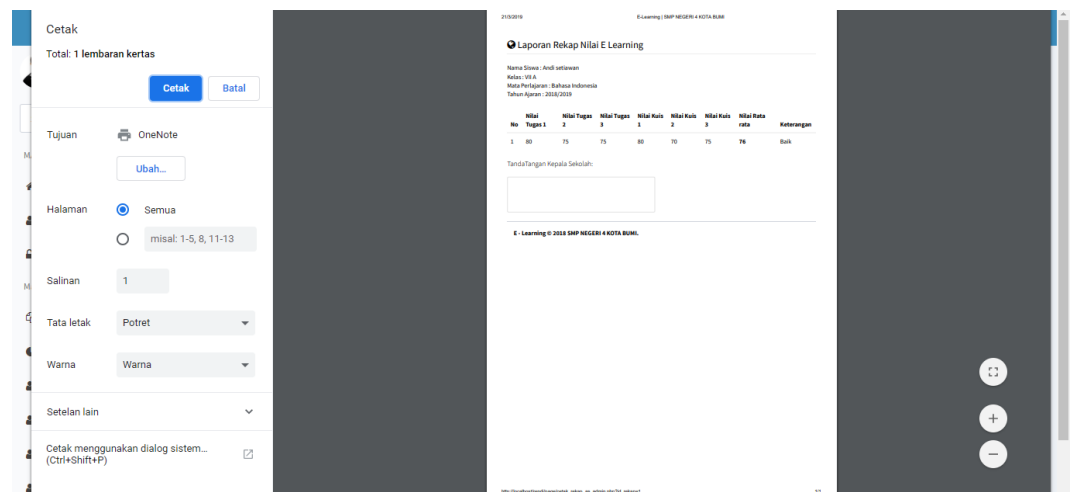 Cetak
Total: 1 lembaran kertas
Cetak Batal
Tujuan OneNote
Ubah...
Halaman Semua
misal: 1-5, 8, 11-13
Salinan 1
Tata letak Potret
Warna Warna
Setelan lain
Cetak menggunakan dialog sistem...
(Ctrl+Shift+P)
21/3/2019 E-Learning | SMP NEGERI 4 KOTA BUMI
Laporan Rekap Nilai E Learning
Nama Siswa : Andi setiawan
Kelas : VII A
Mata Perlajaran : Bahasa Indonesia
Tahun Ajaran : 2018/2019
Nilai Nilai Tugas Nilai Tugas Nilai Kuis Nilai Kuis Nilai Kuis Nilai Rata
No Tugas 1 2 3 1 2 3 rata Keterangan
1 80 75 75 80 70 75 76 Baik
TandaTangan Kepala Sekolah:
E - Learning © 2018 SMP NEGERI 4 KOTA BUMI.